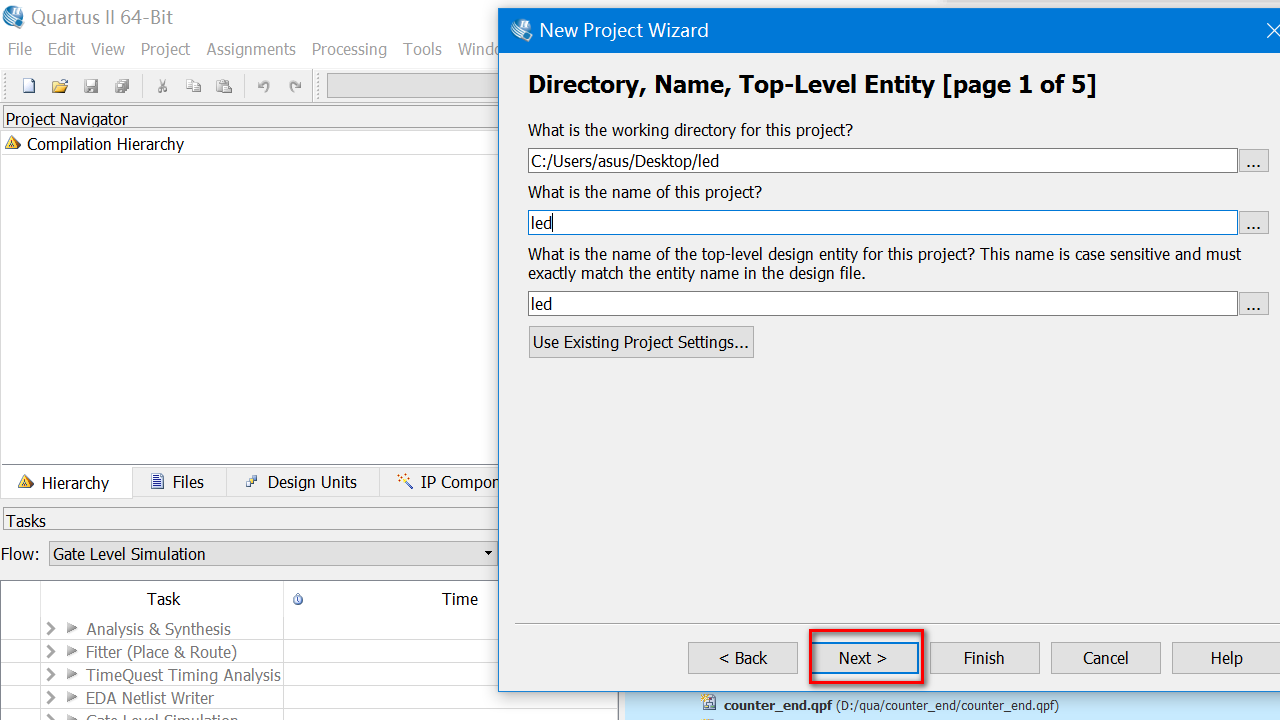 Quartus II 64-Bit
File Edit View Project Assignments Processing Tools
Project Navigator
Compilation Hierarchy
Hierarchy Files Design Units IP Compon
Tasks
Flow: Gate Level Simulation
Task Time
Analysis & Synthesis
Fitter (Place & Route)
TimeQuest Timing Analysis
EDA Netlist Writer
Gate Level Simulation
New Project Wizard
Directory, Name, Top-Level Entity [page 1 of 5]
What is the working directory for this project?
C:/Users/asus/Desktop/led
...
What is the name of this project?
led
...
What is the name of the top-level design entity for this project? This name is case sensitive and must
exactly match the entity name in the design file.
led
...
Use Existing Project Settings...
< Back Next > Finish Cancel Help
counter_end.qpf (D:/qua/counter_end/counter_end.qpf)